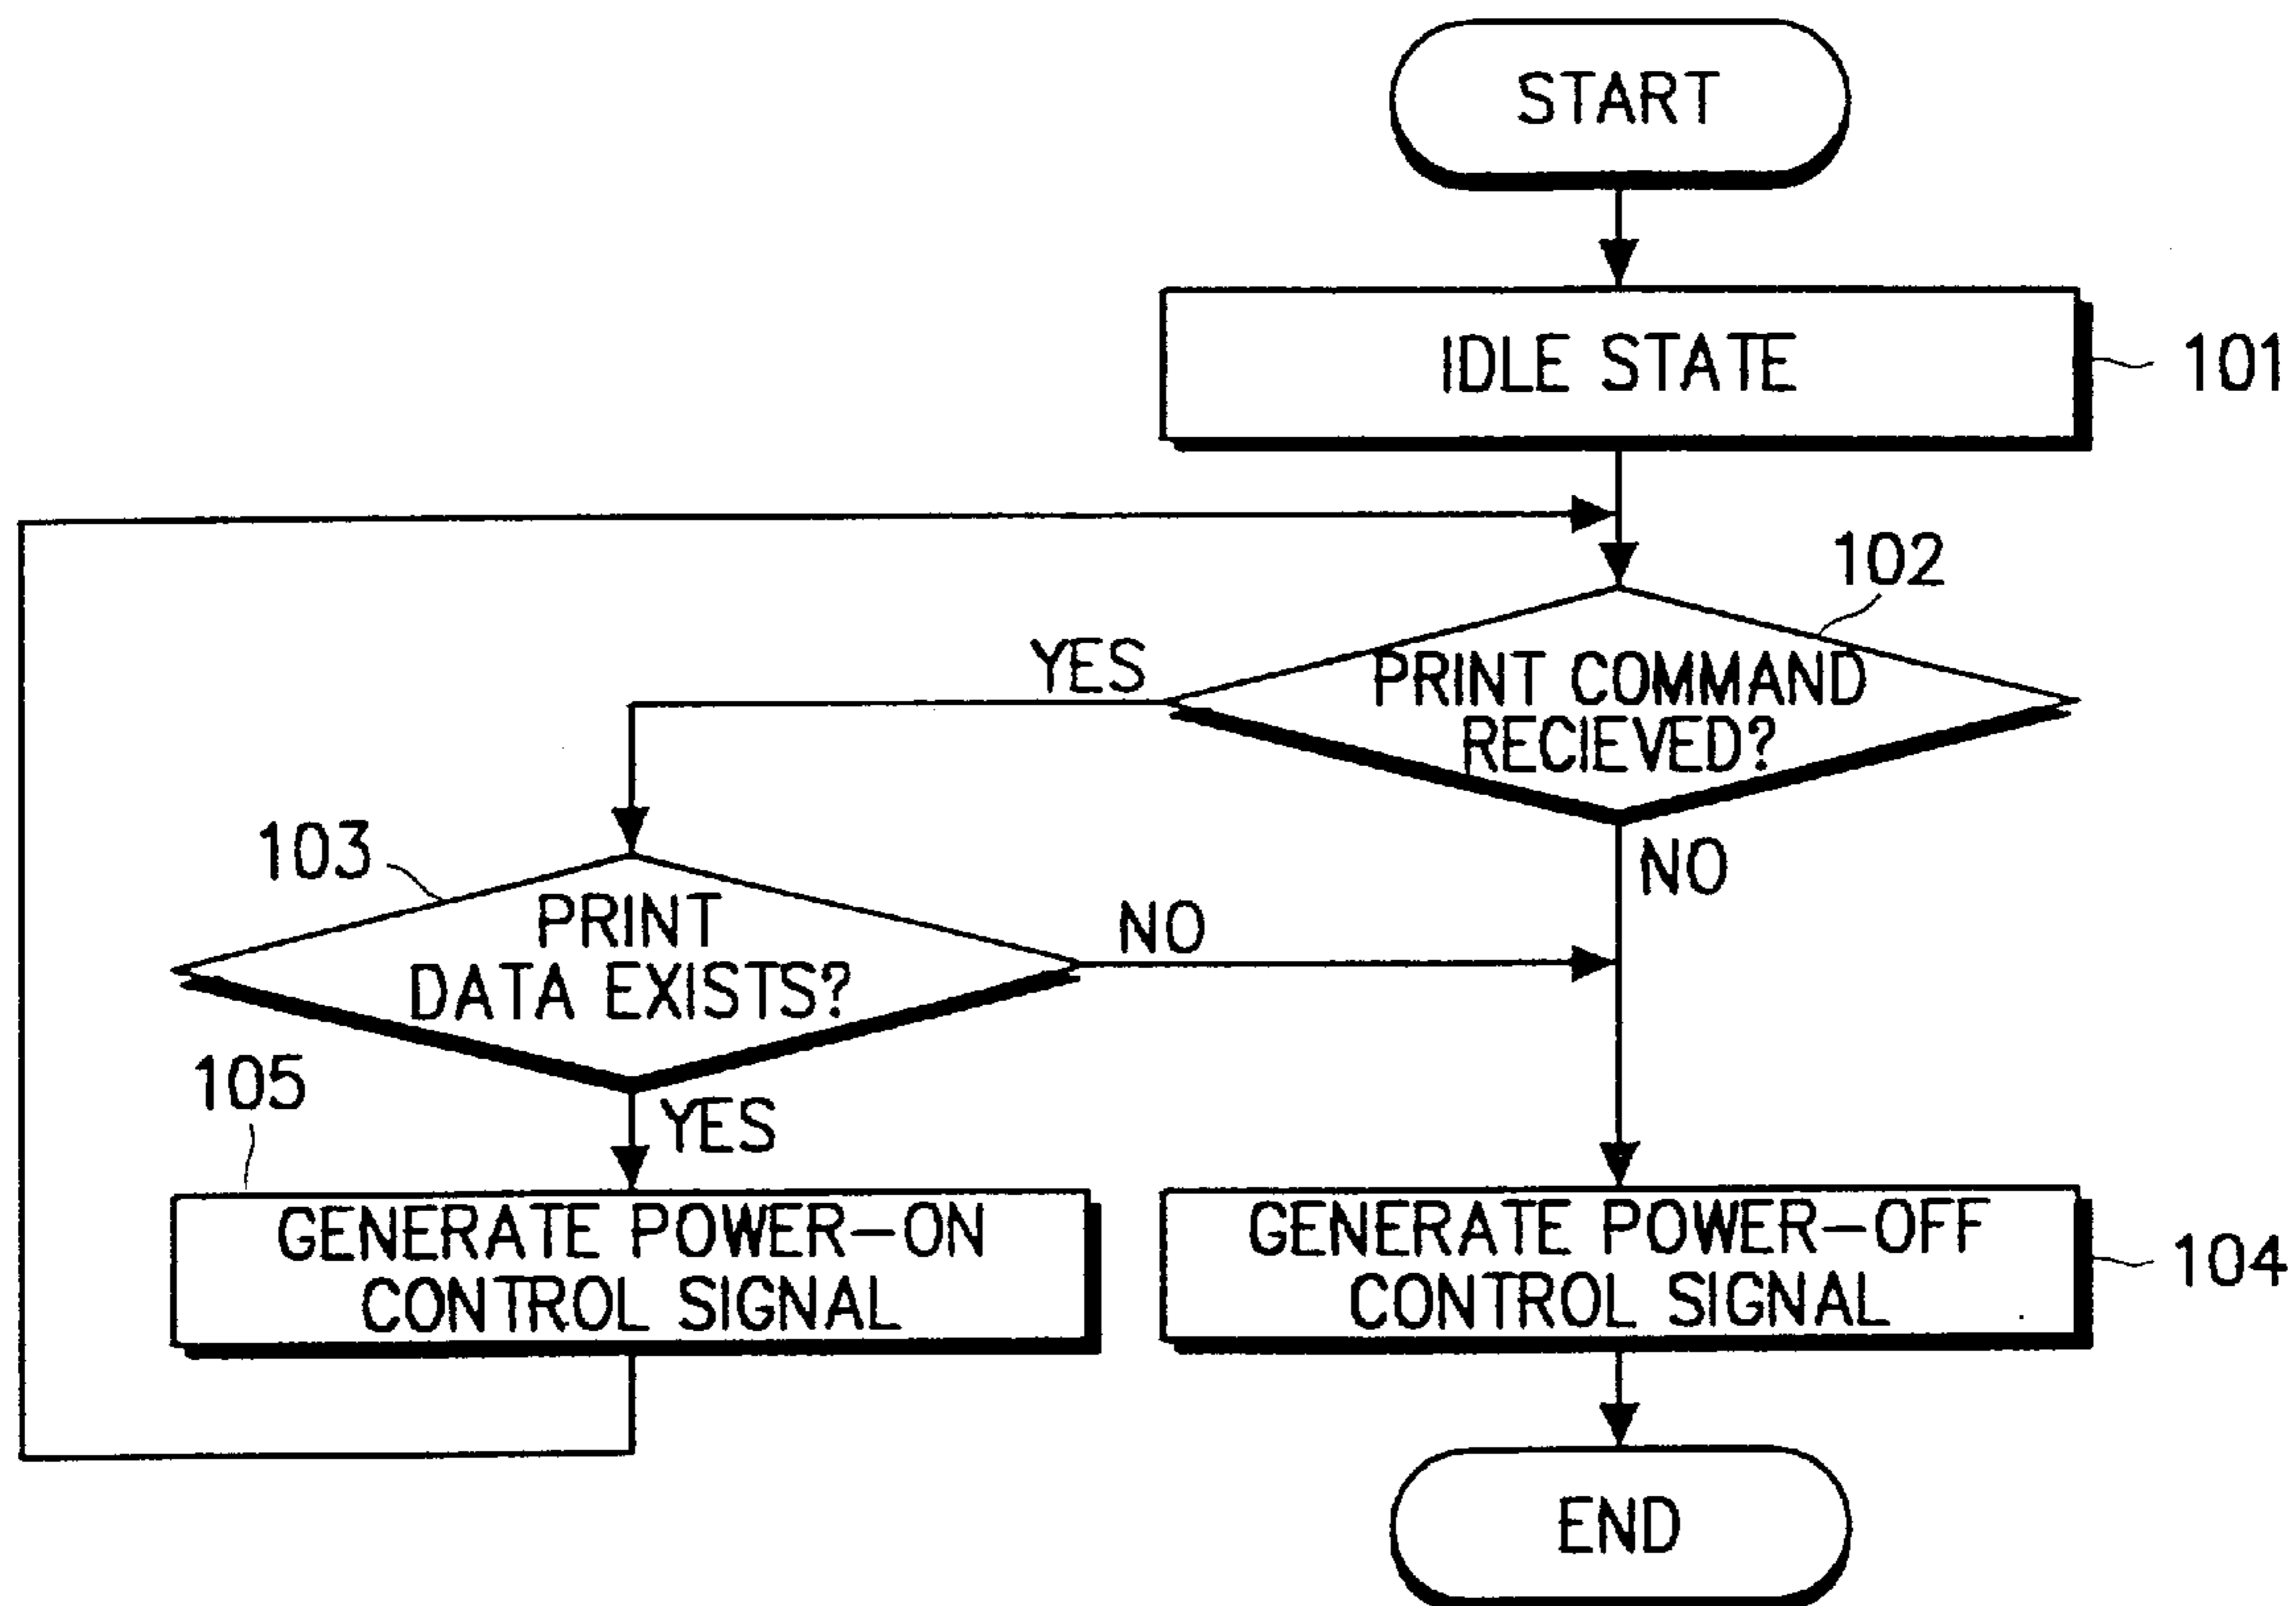 START
IDLE STATE
101
102
YES
PRINT COMMAND
RECIEVED?
NO
103
PRINT
DATA EXISTS?
NO
105
YES
GENERATE POWER-ON
CONTROL SIGNAL
GENERATE POWER-OFF
CONTROL SIGNAL
104
END